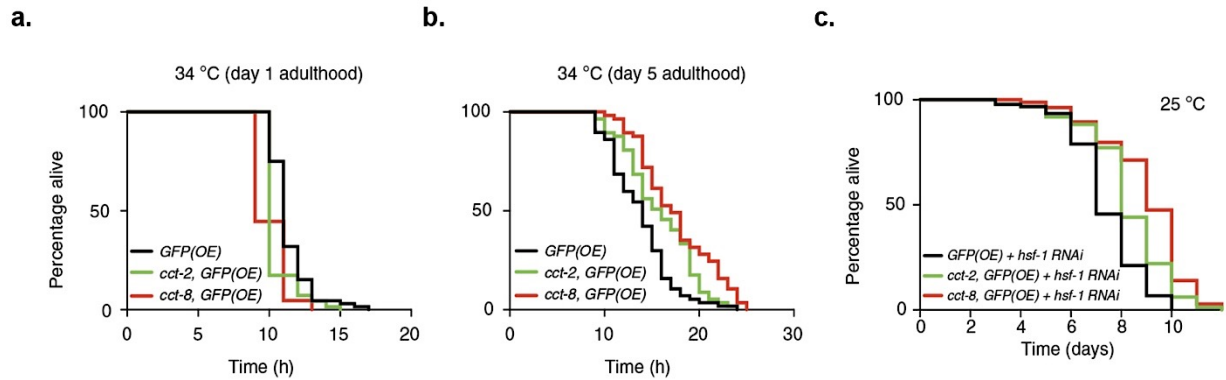 a.
34 °C (day 1 adulthood)
Percentage alive
100
50
0
GFP(OE)
cct-2, GFP(OE)
cct-8, GFP(OE)
0 5 10 15 20
Time (h)
b.
34 °C (day 5 adulthood)
100
50
0
GFP(OE)
cct-2, GFP(OE)
cct-8, GFP(OE)
0 10 20 30
Time (h)
c.
25 °C
Percentage alive
100
50
0
GFP(OE) + hsf-1 RNAi
cct-2, GFP(OE) + hsf-1 RNAi
cct-8, GFP(OE) + hsf-1 RNAi
0 2 4 6 8 10
Time (days)